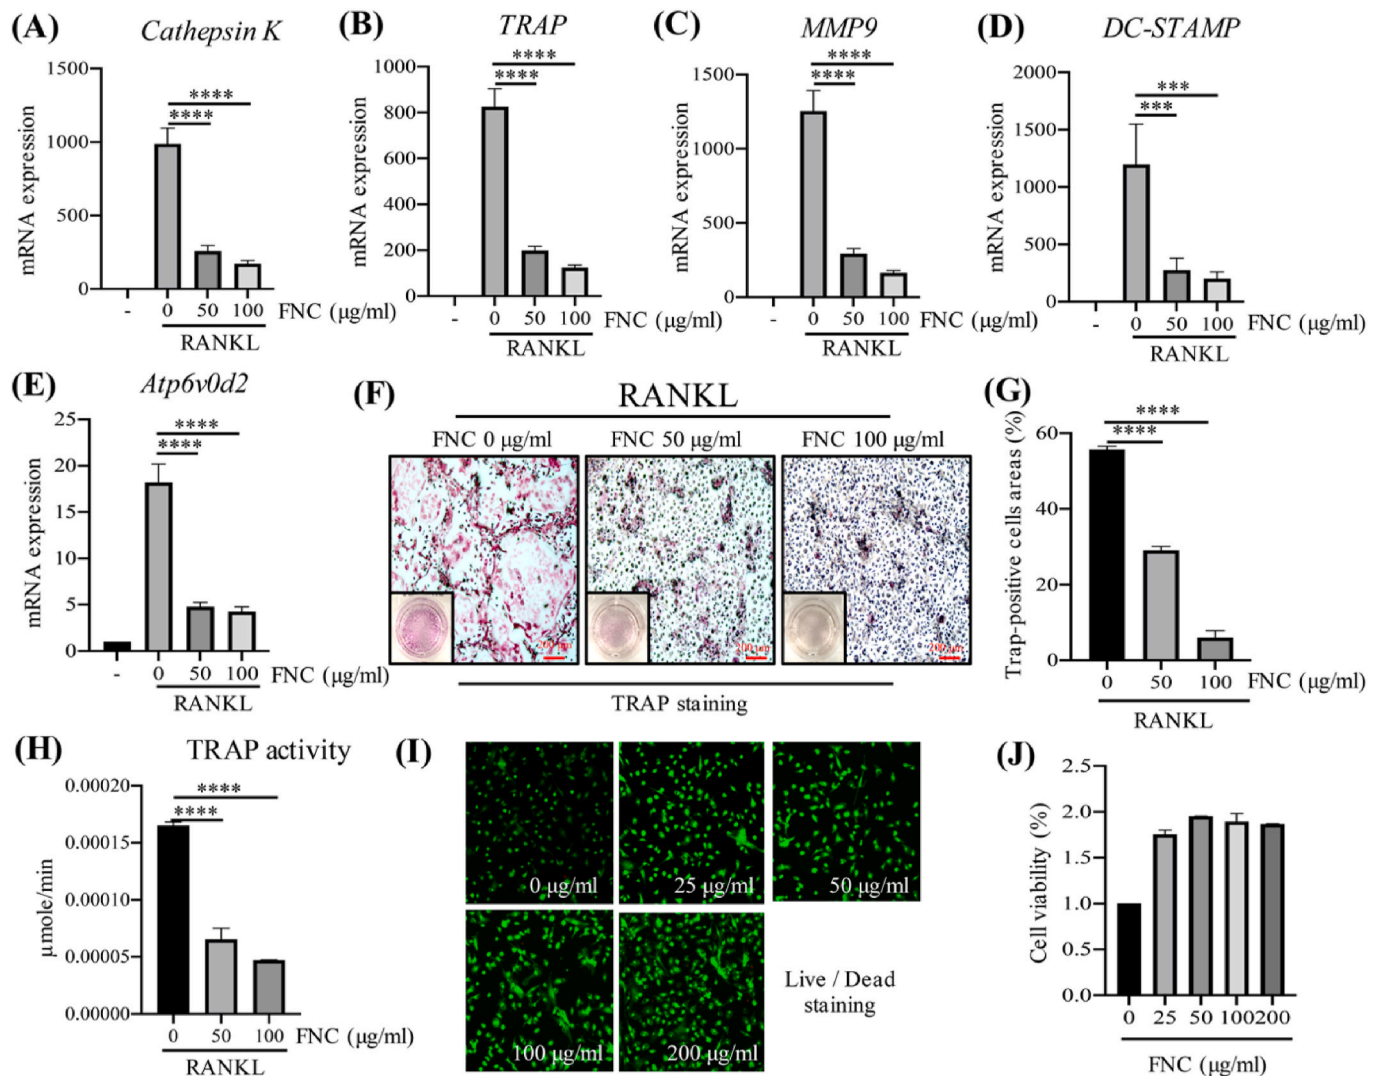 (A)
Cathepsin K
mRNA expression
1500
1000
500
0
****
****
-
0
50
100
FNC (μg/ml)
RANKL
(B)
TRAP
mRNA expression
1000
800
600
400
200
0
****
****
-
0
50
100
FNC (μg/ml)
RANKL
(C)
MMP9
mRNA expression
1500
1000
500
0
****
****
-
0
50
100
FNC (μg/ml)
RANKL
(D)
DC-STAMP
mRNA expression
2000
1500
1000
500
0
***
***
-
0
50
100
FNC (μg/ml)
RANKL
(E)
Atp6v0d2
mRNA expression
25
20
15
10
5
0
****
****
-
0
50
100
FNC (μg/ml)
RANKL
(F)
RANKL
FNC 0 μg/ml
FNC 50 μg/ml
FNC 100 μg/ml
200 μm
200 μm
200 μm
TRAP staining
(G)
Trap-positive cells areas (%)
60
40
20
0
****
****
0
50
100
FNC (μg/ml)
RANKL
(H)
TRAP activity
μmole/min
0.00020
0.00015
0.00010
0.00005
0.00000
****
****
0
50
100
FNC (μg/ml)
RANKL
(I)
0 μg/ml
25 μg/ml
50 μg/ml
100 μg/ml
200 μg/ml
Live / Dead
staining
(J)
Cell viability (%)
2.5
2.0
1.5
1.0
0.5
0.0
0
25
50
100
200
FNC (μg/ml)